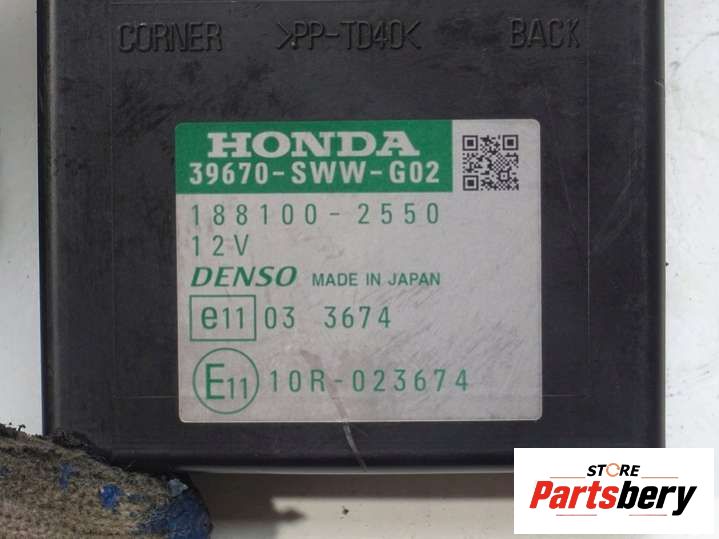 CORNER >PP-TD40< BACK
HONDA
39670-SWW-G02
188100-2550
12V
DENSO MADE IN JAPAN
e11 03 3674
E11 10R-023674
STORE
Partsbery